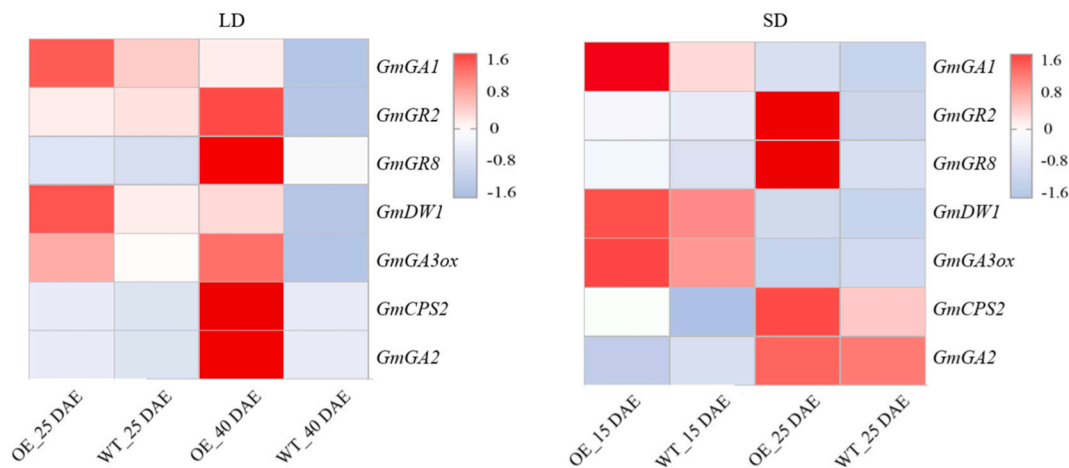 LD
GmGA1
GmGR2
GmGR8
GmDW1
GmGA3ox
GmCPS2
GmGA2
1.6
0.8
0
-0.8
-1.6
OE_25 DAE
WT_25 DAE
OE_40 DAE
WT_40 DAE
SD
GmGA1
GmGR2
GmGR8
GmDW1
GmGA3ox
GmCPS2
GmGA2
1.6
0.8
0
-0.8
-1.6
OE_15 DAE
WT_15 DAE
OE_25 DAE
WT_25 DAE